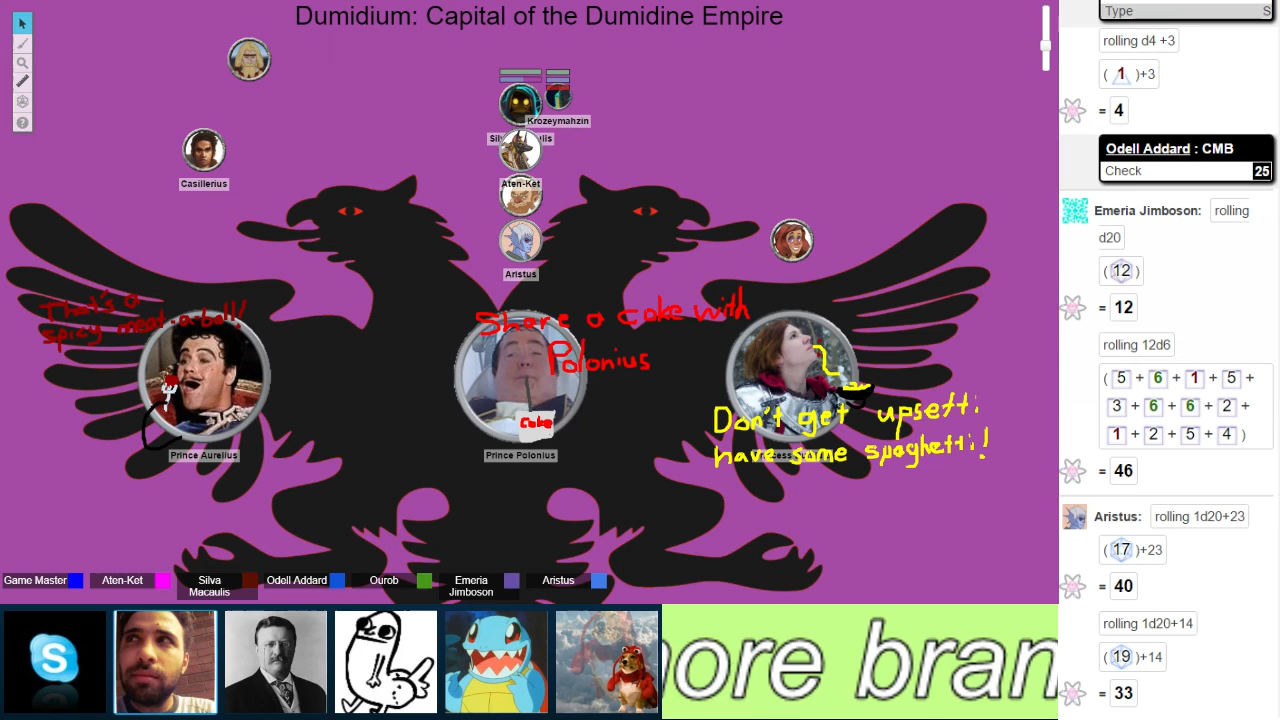 Dumidium: Capital of the Dumidine Empire
Krozeymahzin
Casillerius
Aten-Ket
Aristus
That's a
spicy meat-a-ball!
Share a coke with
Polonius
Coke
Don't get upsetti
have some spaghetti!
Prince Aurelius
Prince Polonius
Game Master
Aten-Ket
Silva
Macaulis
Odell Addard
Ourob
Emeria
Jimboson
Aristus
S
more bran
Type S
rolling d4 +3
( 1 )+3
= 4
Odell Addard : CMB
Check 25
Emeria Jimboson: rolling
d20
( 12 )
= 12
rolling 12d6
( 5 + 6 + 1 + 5 +
3 + 6 + 6 + 2 +
1 + 2 + 5 + 4 )
= 46
Aristus: rolling 1d20+23
( 17 )+23
= 40
rolling 1d20+14
( 19 )+14
= 33